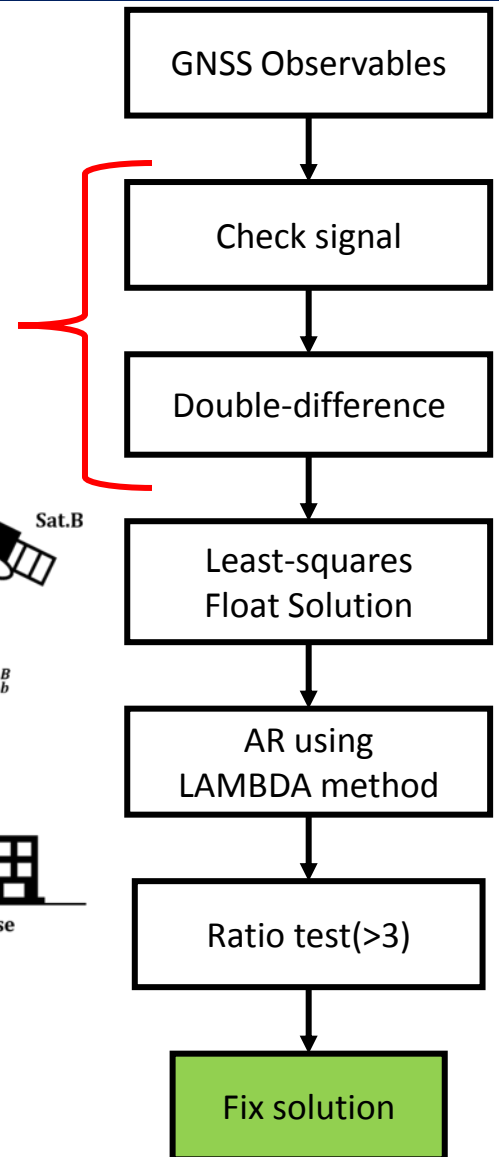 GNSS Observables
Check signal
Double-difference
Sat.B
Least-squares
Float Solution
B
b
AR using
LAMBDA method
se
Ratio test(>3)
Fix solution